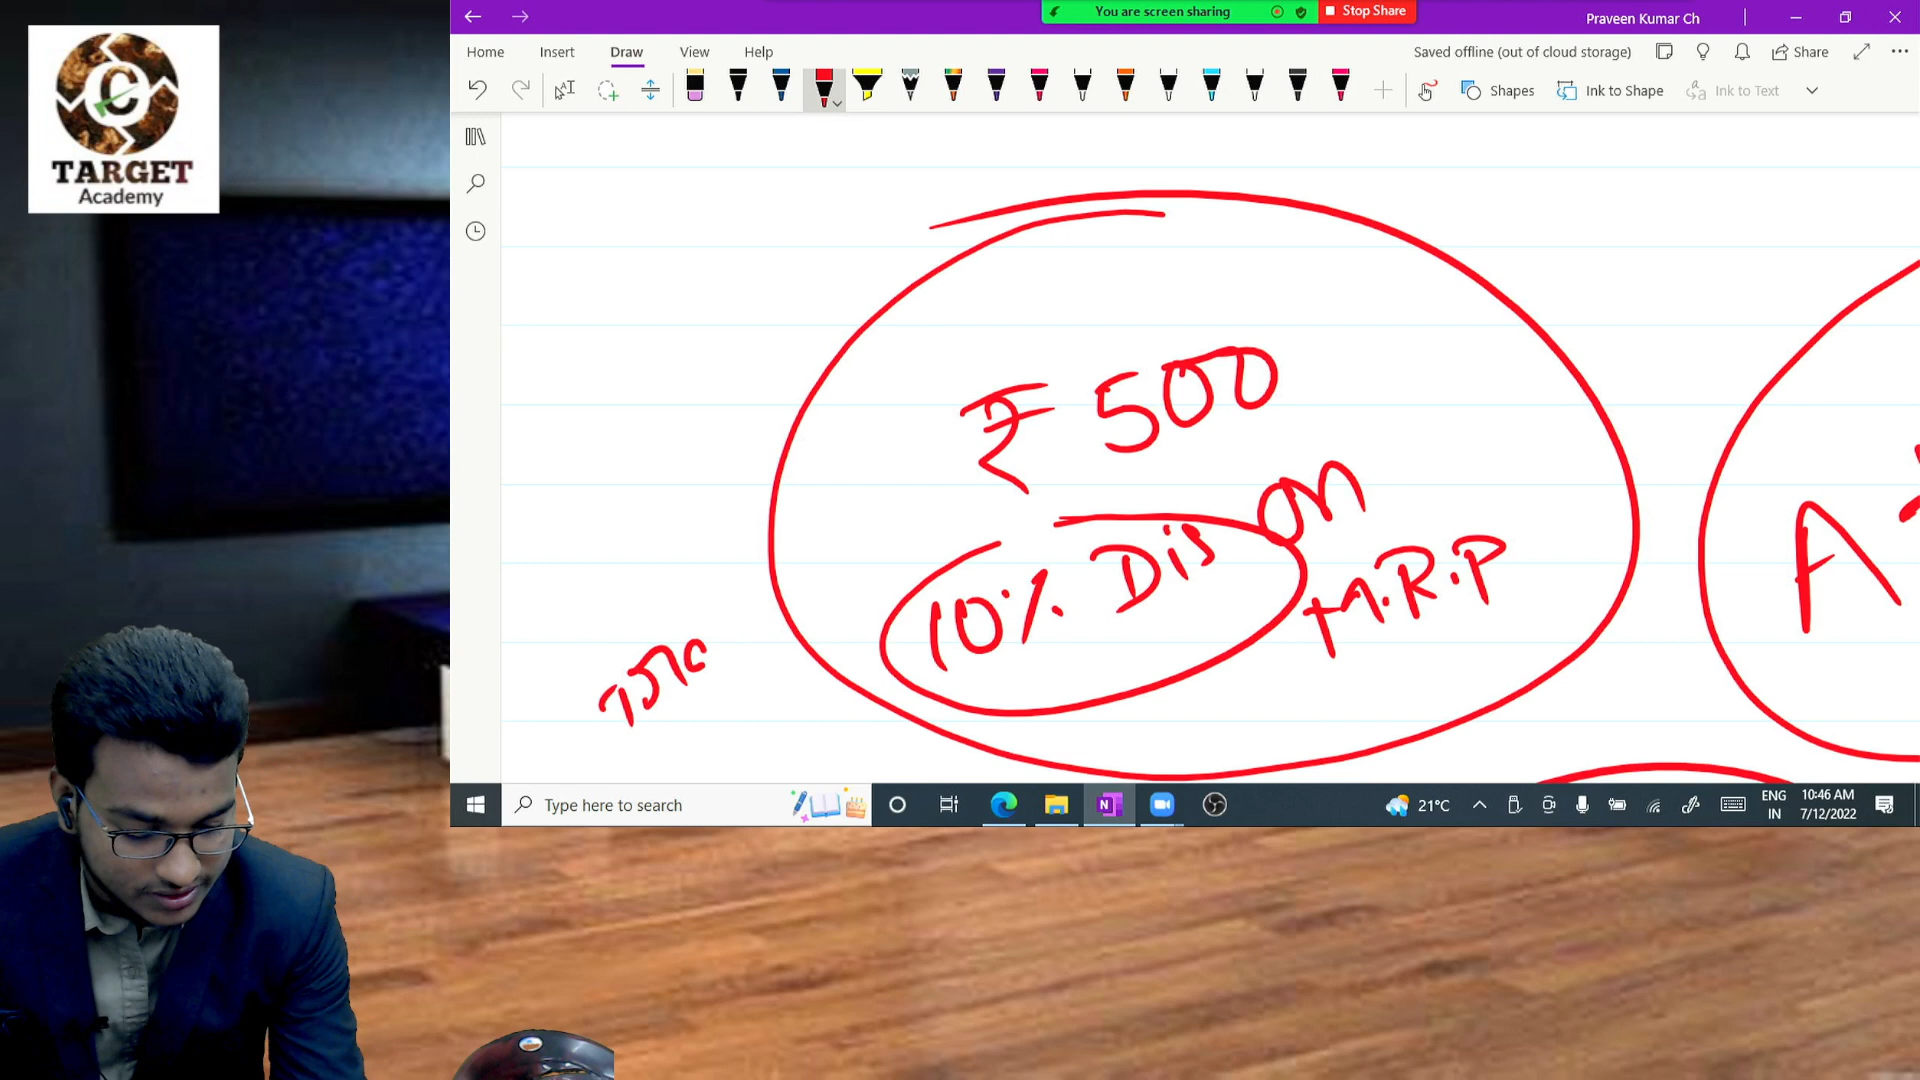 TARGET
Academy
You are screen sharing
Stop Share
Praveen Kumar Ch
Home
Insert
Draw
View
Help
Saved offline (out of cloud storage)
Share
Shapes
Ink to Shape
Ink to Text
₹ 500
10% Dis on
M.R.P
A
Type here to search
21°C
ENG
IN
10:46 AM
7/12/2022